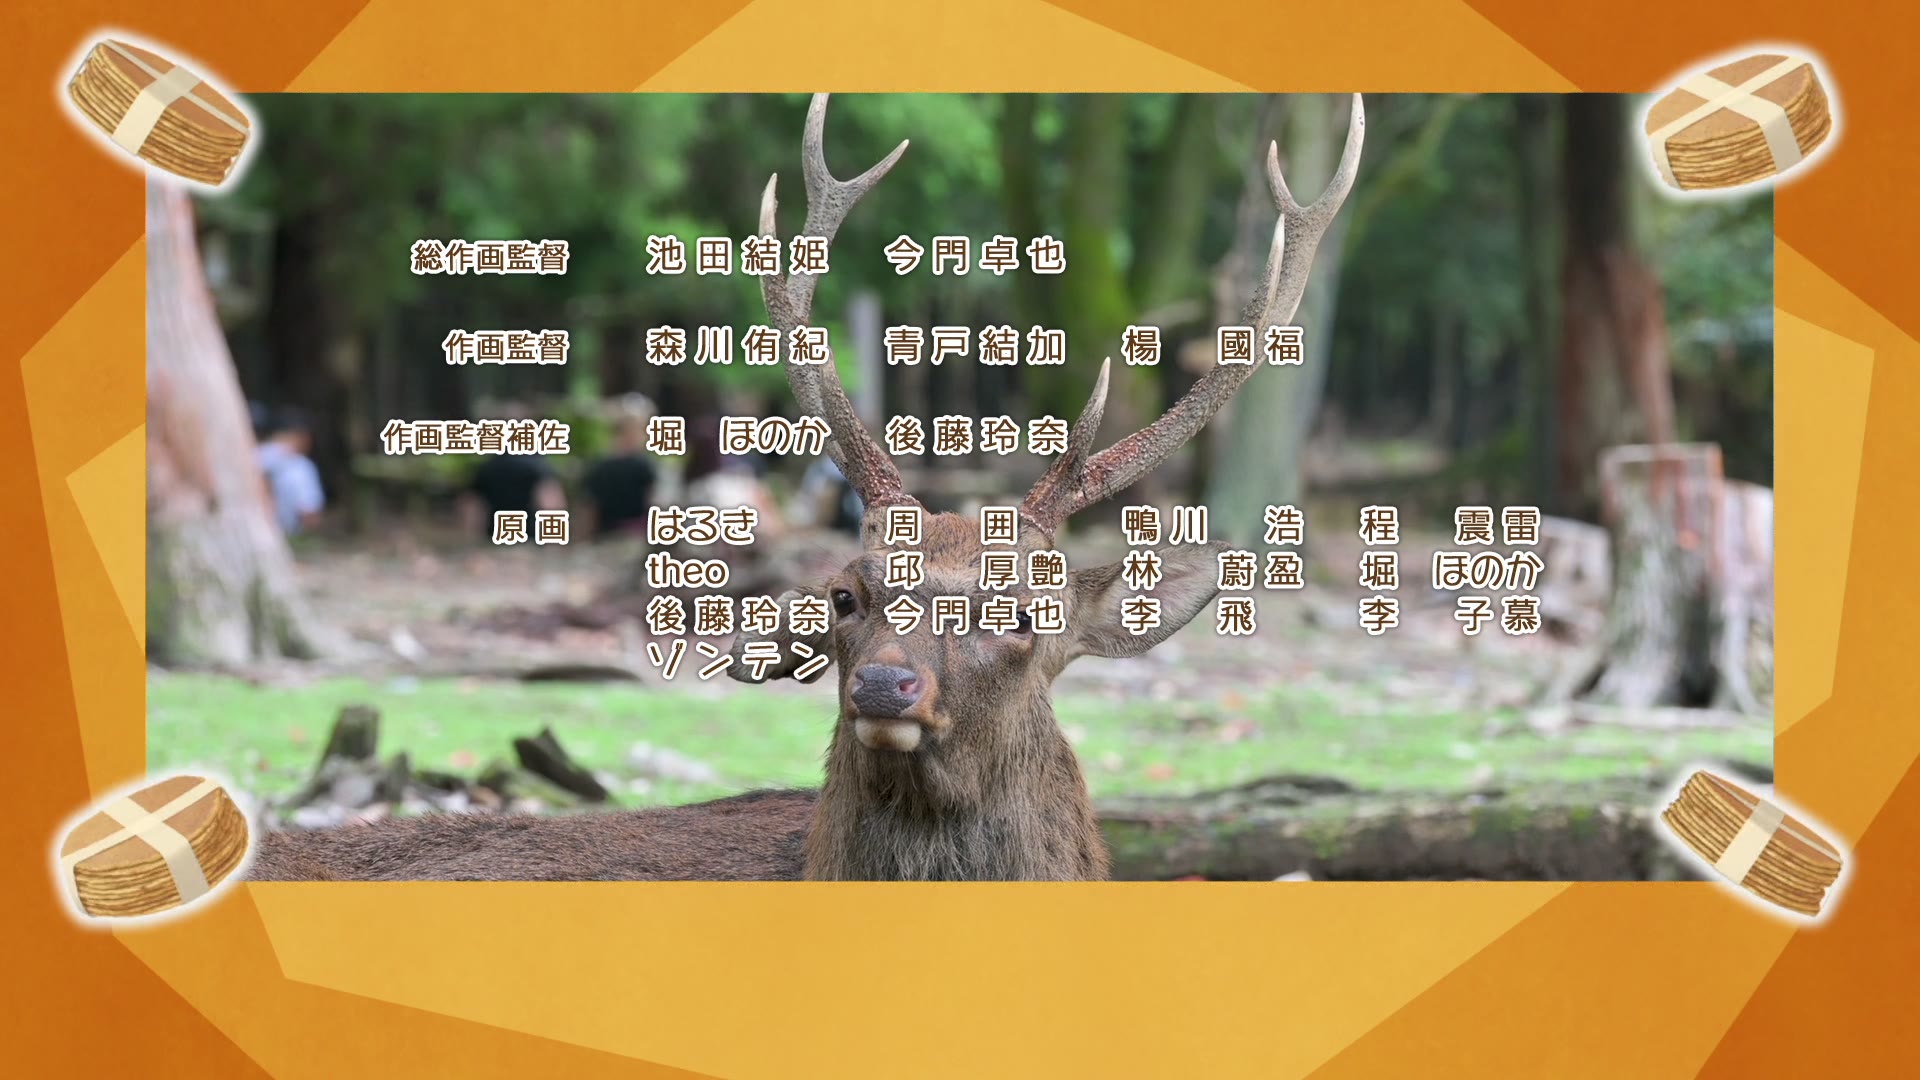 総作画監督 池田結姫 今門卓也
作画監督 森川侑紀 青戸結加 楊 國福
作画監督補佐 堀 ほのか 後藤玲奈
原画 はるき 周 囲 鴨川 浩 程 震雷
theo 邱 厚艶 林 蔚盈 堀 ほのか
後藤玲奈 今門卓也 李 飛 李 子慕
ゾンテン